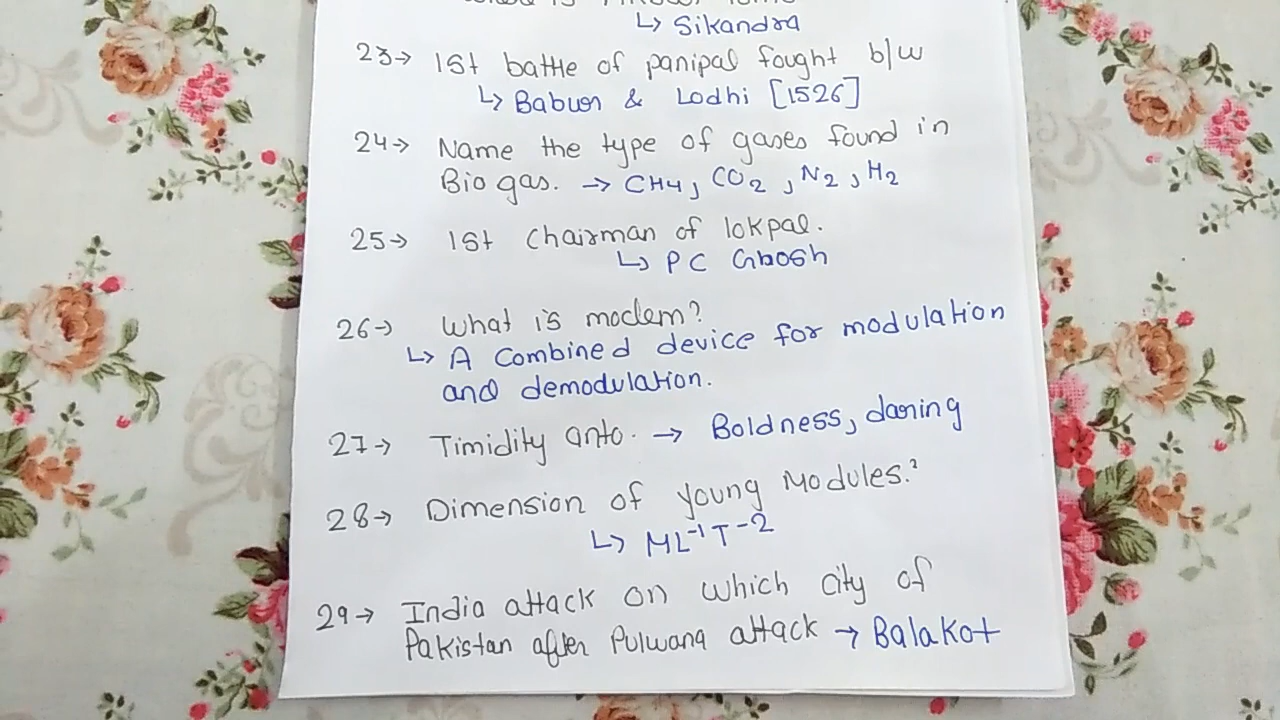 ↳ Sikandra
23→ 1st battle of panipal fought b/w
↳ Babur & Lodhi [1526]
24→ Name the type of gases found in
Bio gas. → CH4, CO2, N2, H2
25→ 1st Chairman of lokpal.
↳ PC Ghosh
26→ What is modem?
↳ A Combined device for modulation
and demodulation.
27→ Timidity anto. → Boldness, daring
28→ Dimension of young Modules?
↳ ML⁻¹T⁻²
29→ India attack on which city of
Pakistan after Pulwana attack → Balakot